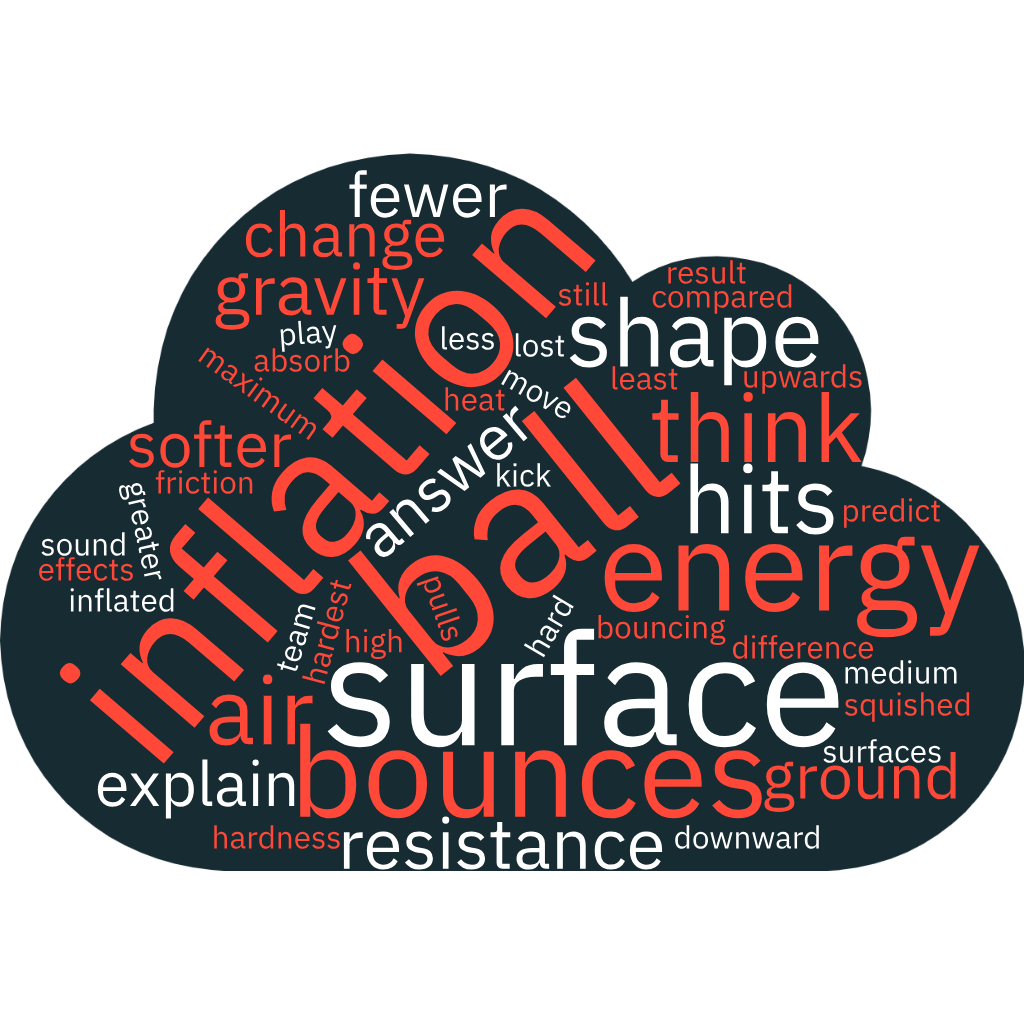 fewer
change
inflation
gravity
result
compared
still
shape
play
less
lost
absorb
maximum
move
least
upwards
heat
think
softer
answer
ball
friction
kick
hits
greater
predict
sound
effects
energy
inflated
pulls
team
hardest
high
hard
bouncing
difference
surface
medium
air
squished
surfaces
bounces
ground
explain
hardness
resistance
downward